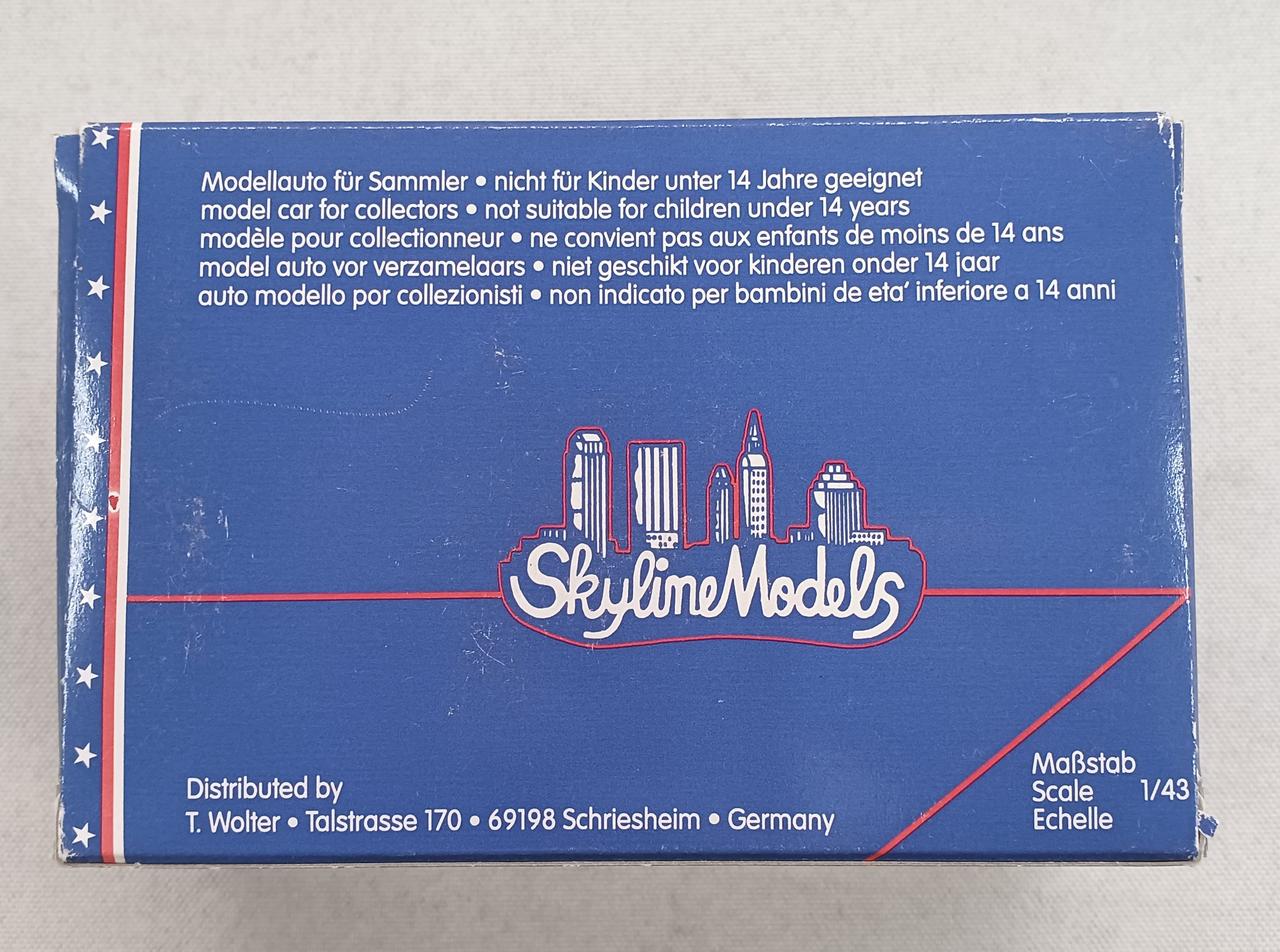 Modellauto für Sammler • nicht für Kinder unter 14 Jahre geeignet
model car for collectors • not suitable for children under 14 years
modèle pour collectionneur • ne convient pas aux enfants de moins de 14 ans
model auto vor verzamelaars • niet geschikt voor kinderen onder 14 jaar
auto modello por collezionisti • non indicato per bambini de eta' inferiore a 14 anni
Skyline Models
Distributed by
T. Wolter • Talstrasse 170 • 69198 Schriesheim • Germany
Maßstab
Scale 1/43
Echelle